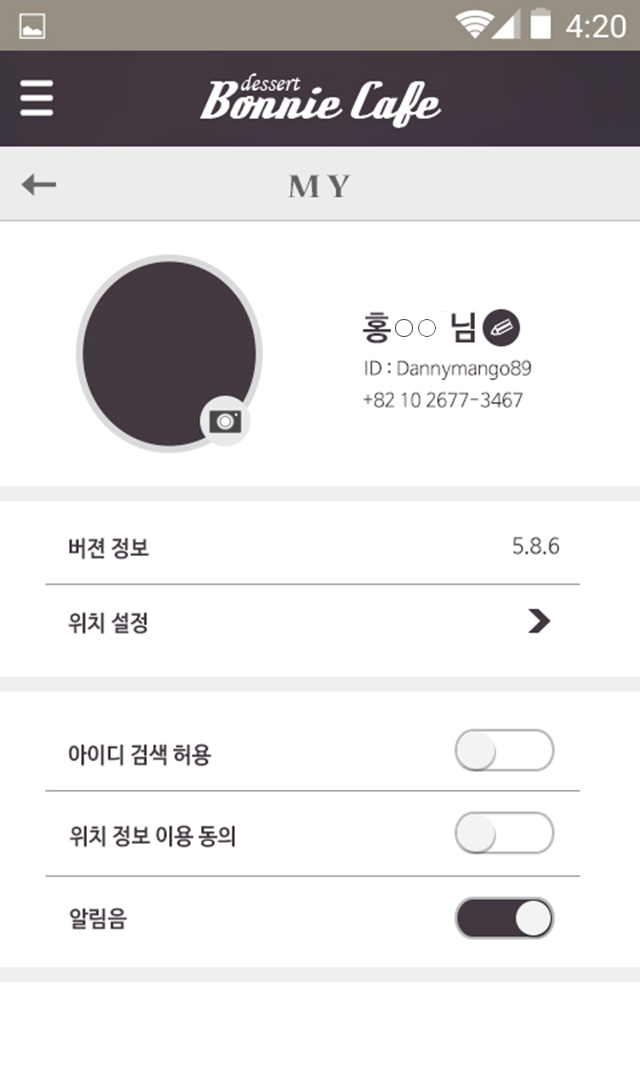 4:20
dessert
Bonnie Cafe
MY
홍○○ 님
ID : Dannymango89
+82 10 2677-3467
버젼 정보 5.8.6
위치 설정
아이디 검색 허용
위치 정보 이용 동의
알림음